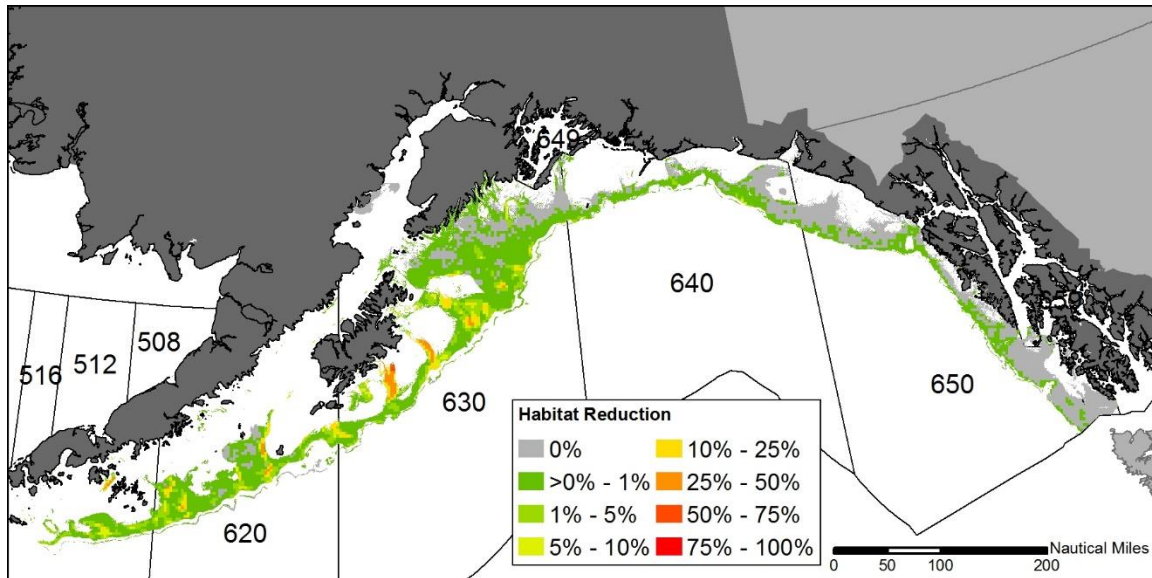 649
640
508
512
516
659
650
630
620
Habitat Reduction
0%
>0% - 1%
1% - 5%
5% - 10%
10% - 25%
25% - 50%
50% - 75%
75% - 100%
Nautical Miles
0 50 100 200